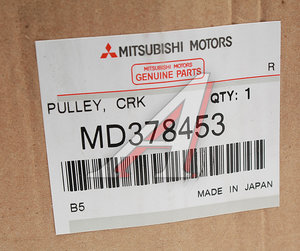 MITSUBISHI MOTORS
MITSUBISHI MOTORS
GENUINE PARTS
R
PULLEY, CRK QTY: 1
MD378453
B5 MADE IN JAPAN